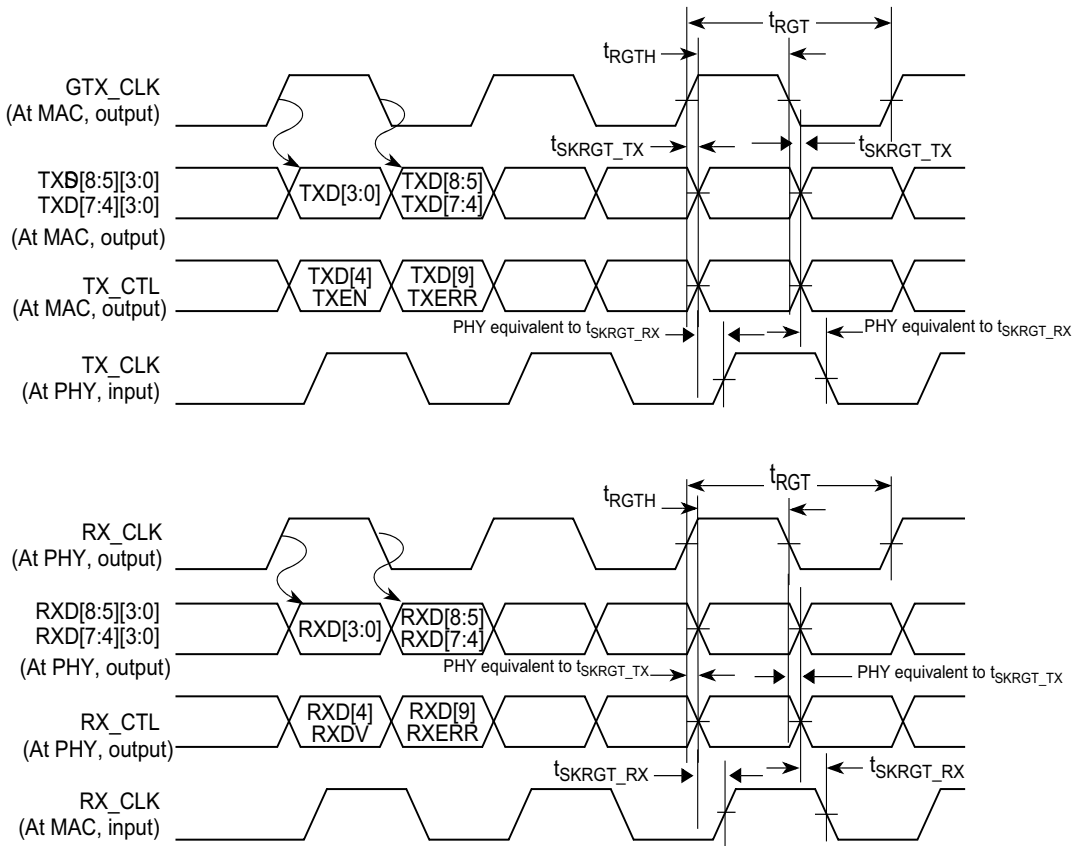 tRGT
tRGTH
GTX_CLK
(At MAC, output)
tSKRGT_TX
tSKRGT_TX
TXD[8:5][3:0]
TXD[7:4][3:0]
(At MAC, output)
TXD[3:0]
TXD[8:5]
TXD[7:4]
TX_CTL
(At MAC, output)
TXD[4]
TXEN
TXD[9]
TXERR
PHY equivalent to tSKRGT_RX
PHY equivalent to tSKRGT_RX
TX_CLK
(At PHY, input)
tRGT
tRGTH
RX_CLK
(At PHY, output)
RXD[8:5][3:0]
RXD[7:4][3:0]
(At PHY, output)
RXD[3:0]
RXD[8:5]
RXD[7:4]
PHY equivalent to tSKRGT_TX
PHY equivalent to tSKRGT_TX
RX_CTL
(At PHY, output)
RXD[4]
RXDV
RXD[9]
RXERR
tSKRGT_RX
tSKRGT_RX
RX_CLK
(At MAC, input)